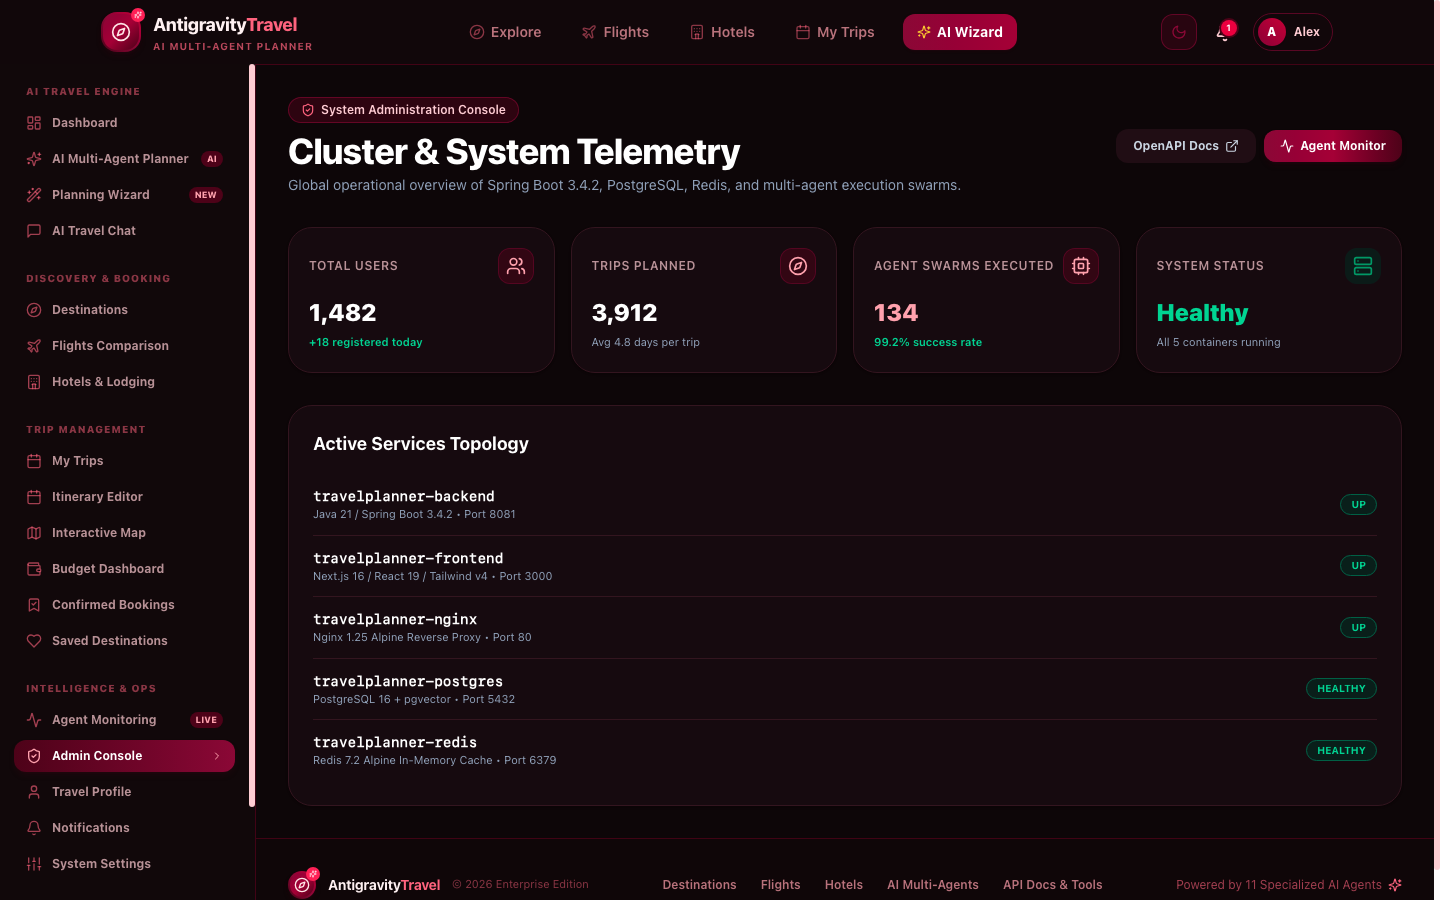 AntigravityTravel
AI MULTI-AGENT PLANNER
Explore
Flights
Hotels
My Trips
AI Wizard
1
A
Alex
AI TRAVEL ENGINE
Dashboard
AI Multi-Agent Planner AI
Planning Wizard NEW
AI Travel Chat
DISCOVERY & BOOKING
Destinations
Flights Comparison
Hotels & Lodging
TRIP MANAGEMENT
My Trips
Itinerary Editor
Interactive Map
Budget Dashboard
Confirmed Bookings
Saved Destinations
INTELLIGENCE & OPS
Agent Monitoring LIVE
Admin Console
Travel Profile
Notifications
System Settings
System Administration Console
Cluster & System Telemetry
Global operational overview of Spring Boot 3.4.2, PostgreSQL, Redis, and multi-agent execution swarms.
OpenAPI Docs
Agent Monitor
TOTAL USERS
1,482
+18 registered today
TRIPS PLANNED
3,912
Avg 4.8 days per trip
AGENT SWARMS EXECUTED
134
99.2% success rate
SYSTEM STATUS
Healthy
All 5 containers running
Active Services Topology
travelplanner-backend
Java 21 / Spring Boot 3.4.2 • Port 8081
UP
travelplanner-frontend
Next.js 16 / React 19 / Tailwind v4 • Port 3000
UP
travelplanner-nginx
Nginx 1.25 Alpine Reverse Proxy • Port 80
UP
travelplanner-postgres
PostgreSQL 16 + pgvector • Port 5432
HEALTHY
travelplanner-redis
Redis 7.2 Alpine In-Memory Cache • Port 6379
HEALTHY
AntigravityTravel © 2026 Enterprise Edition
Destinations
Flights
Hotels
AI Multi-Agents
API Docs & Tools
Powered by 11 Specialized AI Agents